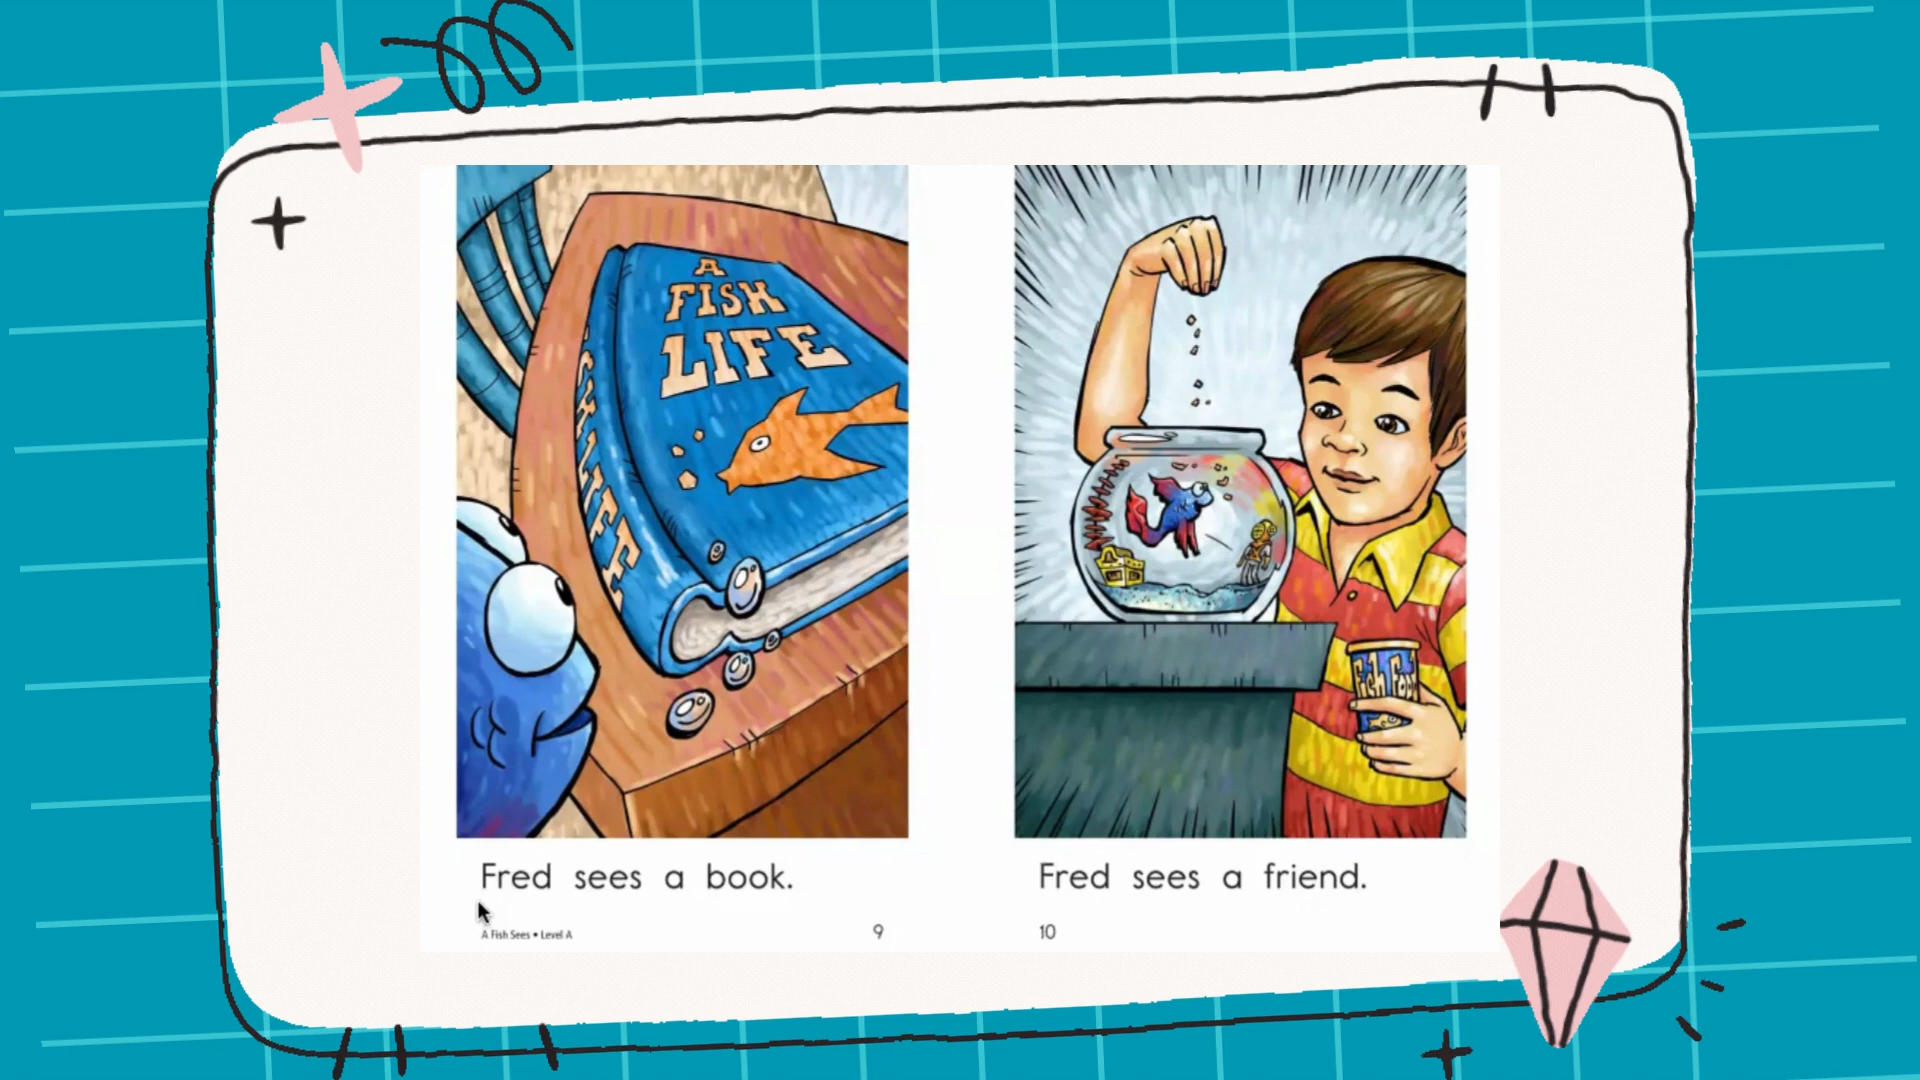 A
FISH
LIFE
Fred sees a book.
A Fish Sees • Level A
9
Fish Food
Fred sees a friend.
10